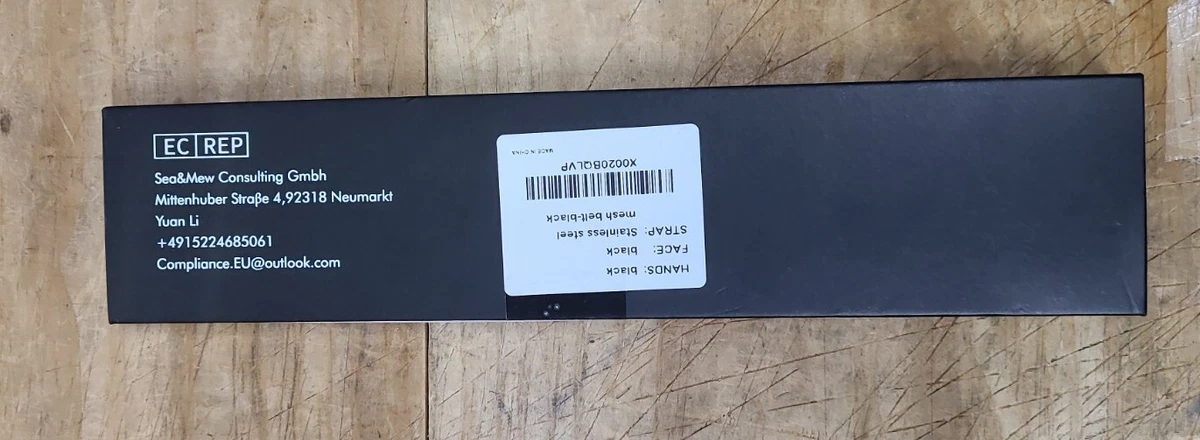 EC REP
Sea&Mew Consulting Gmbh
Mittenhuber Straße 4,92318 Neumarkt
Yuan Li
+4915224685061
Compliance.EU@outlook.com
HANDS: black
FACE: black
STRAP: Stainless steel
mesh belt-black
X0020BQLVP
MADE IN CHINA